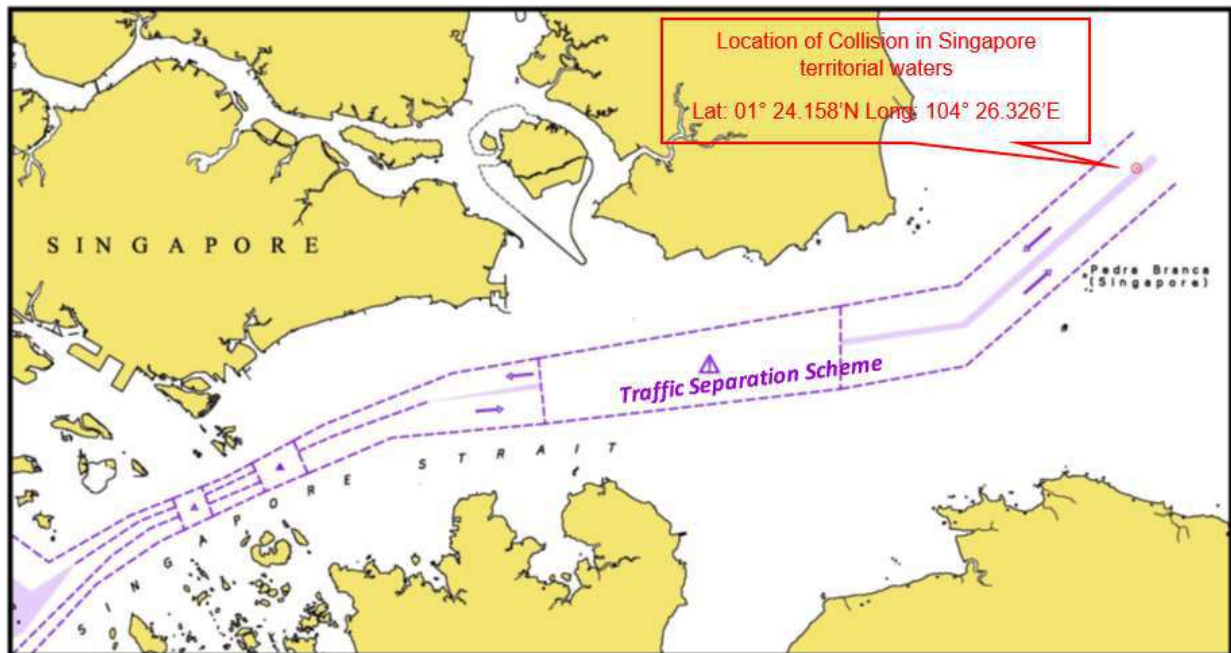 Location of Collision in Singapore
territorial waters
Lat: 01° 24.158’N Long: 104° 26.326’E
SINGAPORE
Pedra Branca
(Singapore)
Traffic Separation Scheme
SINGAPORE STRAIT